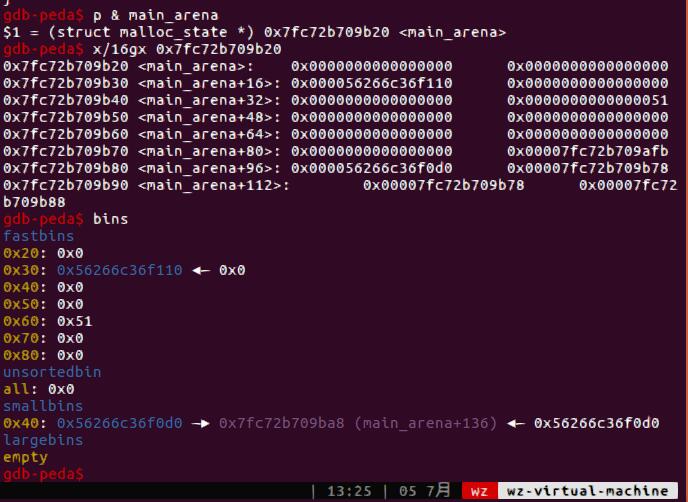 }
gdb-peda$ p & main_arena
$1 = (struct malloc_state *) 0x7fc72b709b20 <main_arena>
gdb-peda$ x/16gx 0x7fc72b709b20
0x7fc72b709b20 <main_arena>: 0x0000000000000000 0x0000000000000000
0x7fc72b709b30 <main_arena+16>: 0x000056266c36f110 0x0000000000000000
0x7fc72b709b40 <main_arena+32>: 0x0000000000000000 0x0000000000000051
0x7fc72b709b50 <main_arena+48>: 0x0000000000000000 0x0000000000000000
0x7fc72b709b60 <main_arena+64>: 0x0000000000000000 0x0000000000000000
0x7fc72b709b70 <main_arena+80>: 0x0000000000000000 0x00007fc72b709afb
0x7fc72b709b80 <main_arena+96>: 0x000056266c36f0d0 0x00007fc72b709b78
0x7fc72b709b90 <main_arena+112>: 0x00007fc72b709b78 0x00007fc72
b709b88
gdb-peda$ bins
fastbins
0x20: 0x0
0x30: 0x56266c36f110 ◂— 0x0
0x40: 0x0
0x50: 0x0
0x60: 0x51
0x70: 0x0
0x80: 0x0
unsortedbin
all: 0x0
smallbins
0x40: 0x56266c36f0d0 —▸ 0x7fc72b709ba8 (main_arena+136) ◂— 0x56266c36f0d0
largebins
empty
gdb-peda$
| 13:25 | 05 7月 wz wz-virtual-machine